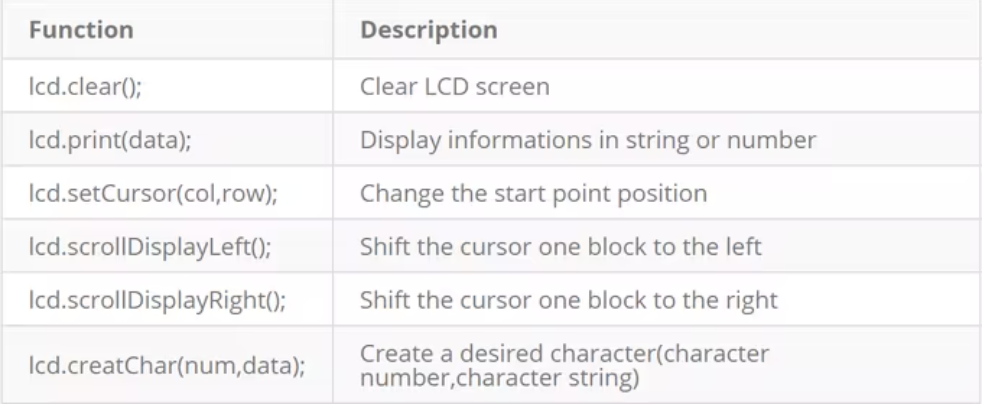 Function Description
lcd.clear(); Clear LCD screen
lcd.print(data); Display informations in string or number
lcd.setCursor(col,row); Change the start point position
lcd.scrollDisplayLeft(); Shift the cursor one block to the left
lcd.scrollDisplayRight(); Shift the cursor one block to the right
lcd.creatChar(num,data); Create a desired character(character
number,character string)